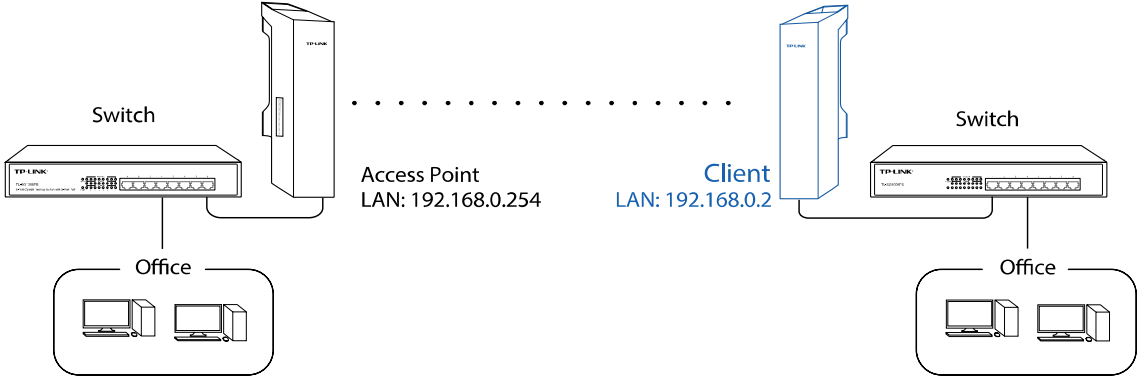 TP-LINK
TP-LINK
Switch
Switch
TP-LINK
TP-LINK
Access Point
LAN: 192.168.0.254
Client
LAN: 192.168.0.2
Office
Office